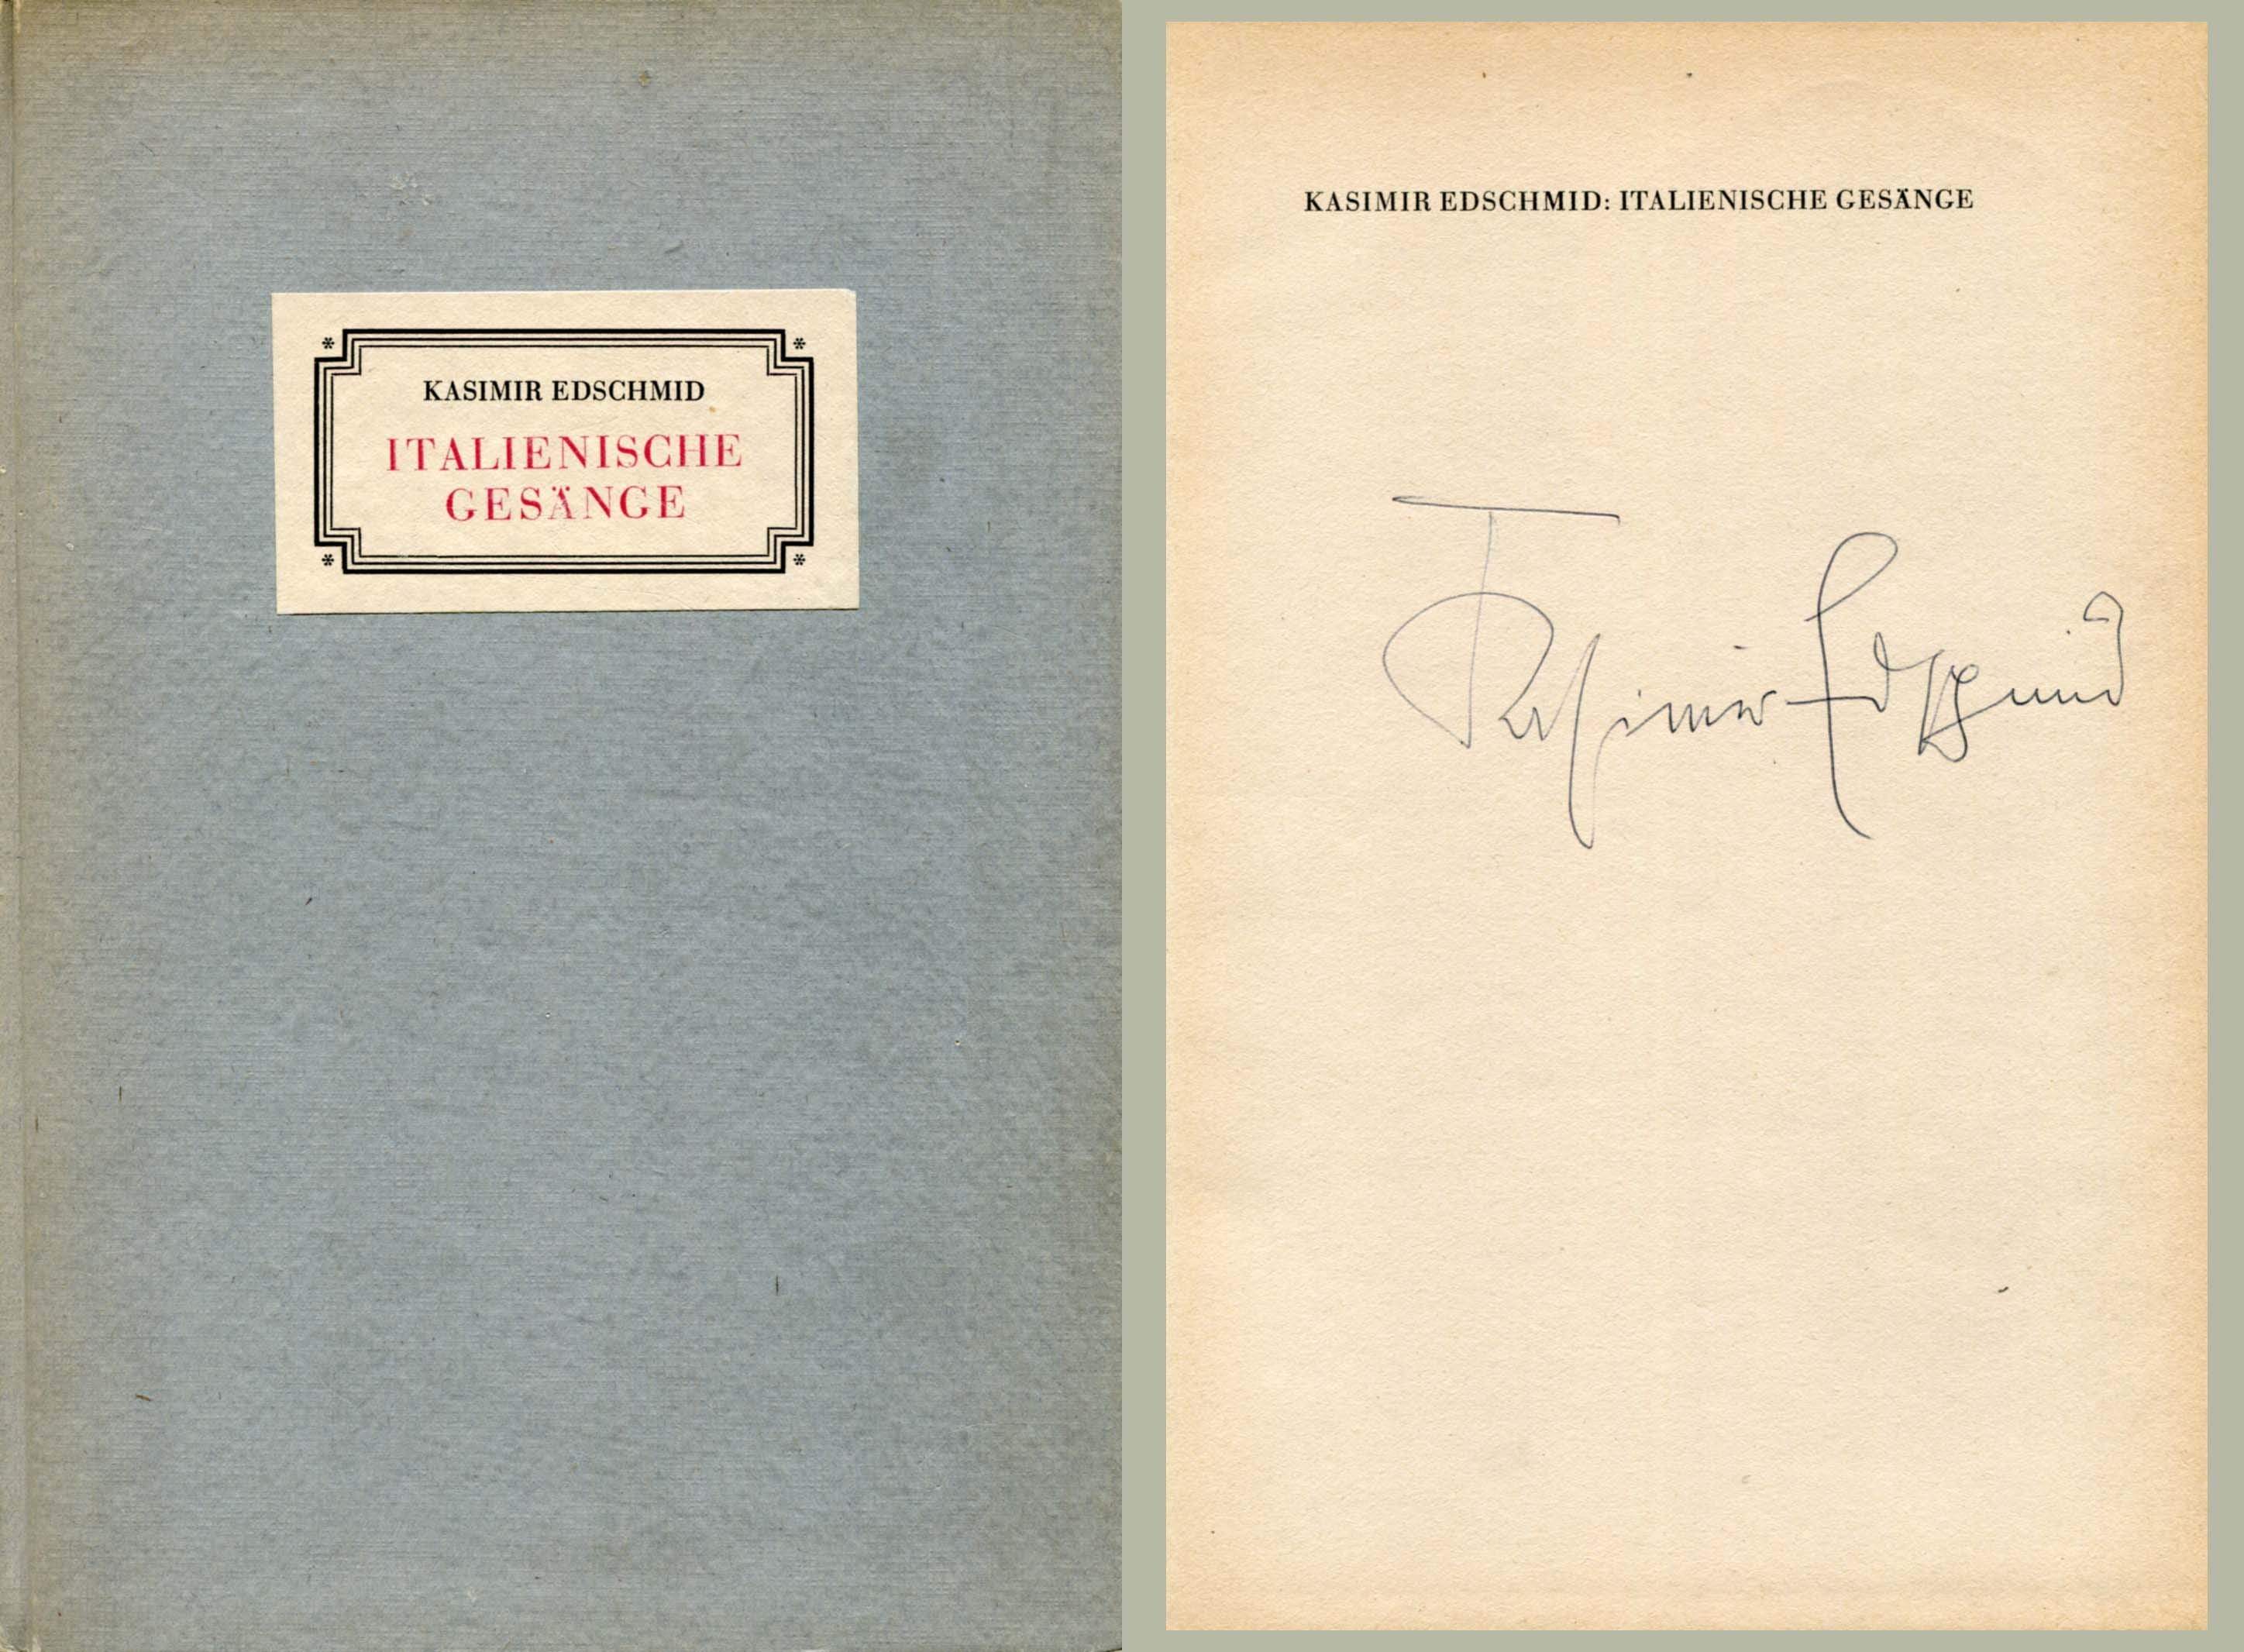 KASIMIR EDSCHMID
ITALIENISCHE
GESÄNGE
KASIMIR EDSCHMID: ITALIENISCHE GESÄNGE
Kasimir Edschmid